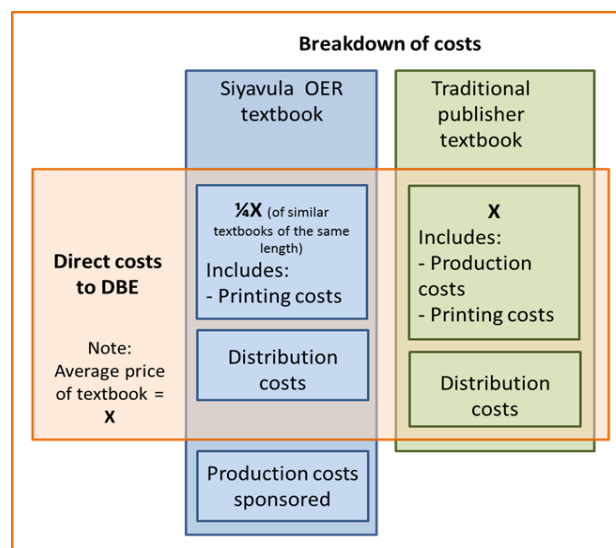 Breakdown of costs
Siyavula OER
textbook
Traditional
publisher
textbook
Direct costs
to DBE
Note:
Average price
of textbook =
X
¼X (of similar
textbooks of the same
length)
Includes:
- Printing costs
X
Includes:
- Production
costs
- Printing costs
Distribution
costs
Distribution
costs
Production costs
sponsored